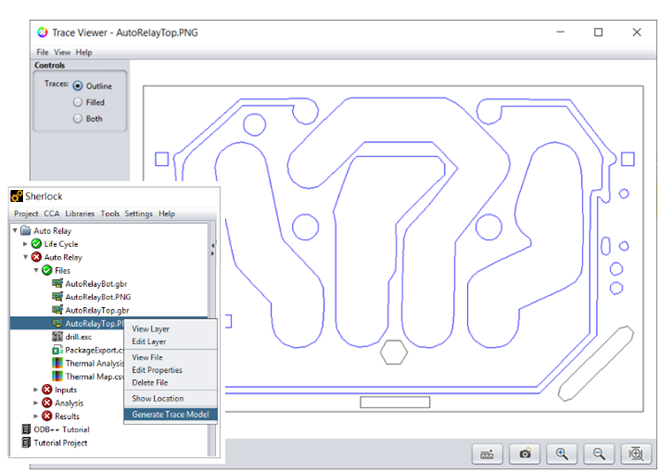 Trace Viewer - AutoRelayTop.PNG
File View Help
Controls
Traces: Outline
Filled
Both
Sherlock
Project CCA Libraries Tools Settings Help
Auto Relay
Life Cycle
Auto Relay
Files
AutoRelayBot.gbr
AutoRelayBot.PNG
AutoRelayTop.gbr
AutoRelayTop.P
View Layer
Edit Layer
drill.exc
PackageExport.c
View File
Thermal Analysis
Edit Properties
Thermal Map.csv
Delete File
Inputs
Show Location
Analysis
Results
Generate Trace Model
ODB++ Tutorial
Tutorial Project